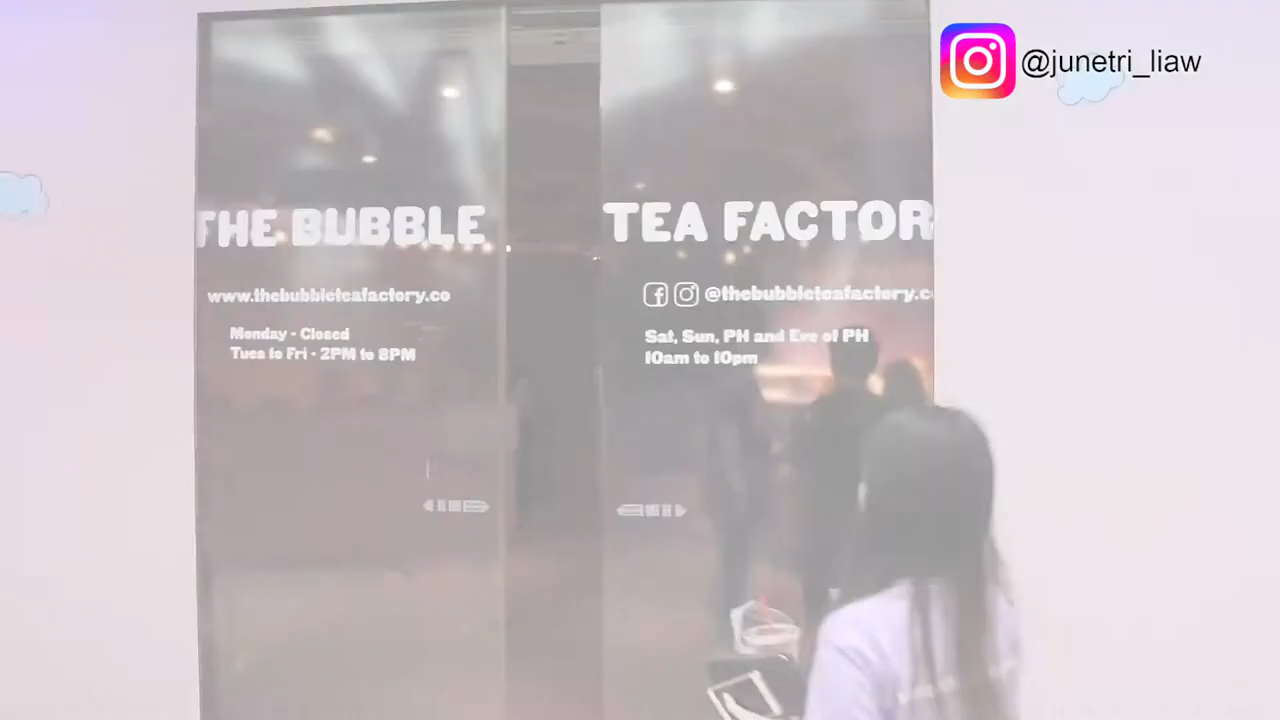 @junetri_liaw
THE BUBBLE TEA FACTOR
www.thebubbleteafactory.co
@thebubbleteafactory.c
Monday - Closed
Tues to Fri - 2PM to 8PM
Sat, Sun, PH and Eve of PH
10am to 10pm